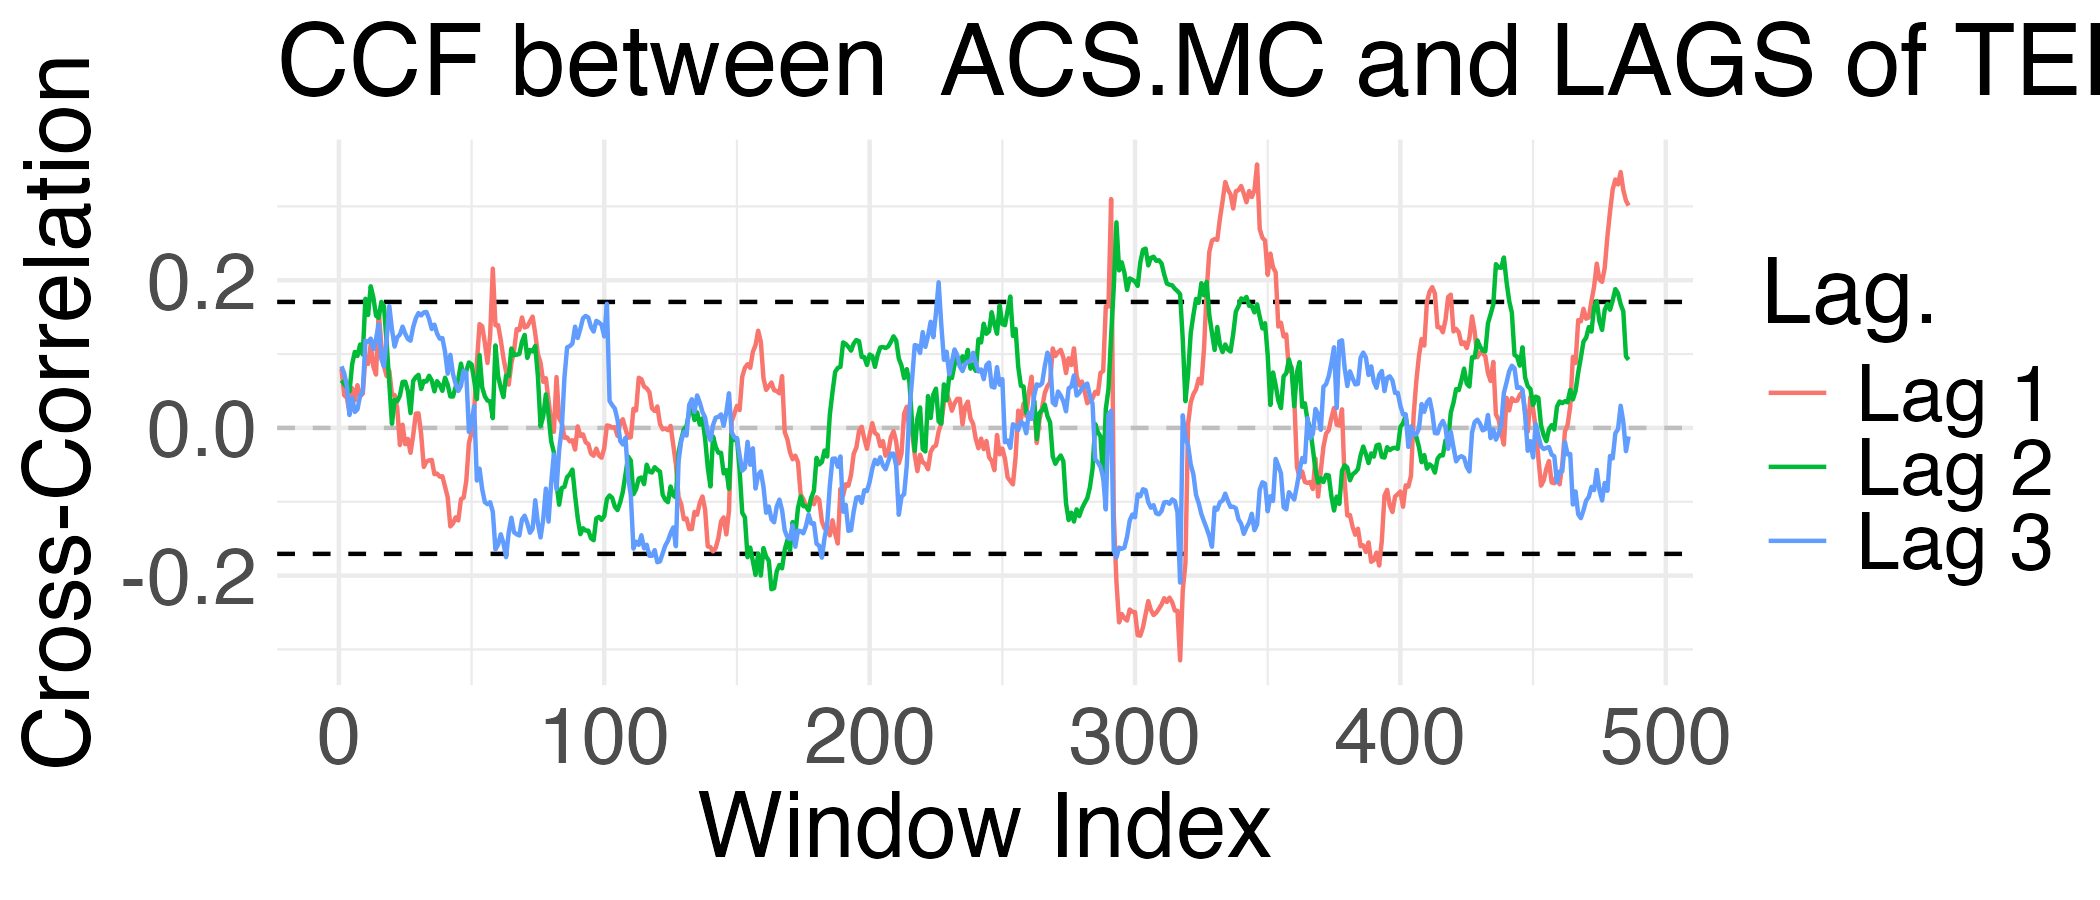 CCF between  ACS.MC and LAGS of
Cross-Correlation
0.2
0.0
-0.2
0
100
200
300
400
500
Window Index
Lag.
Lag 1
Lag 2
Lag 3